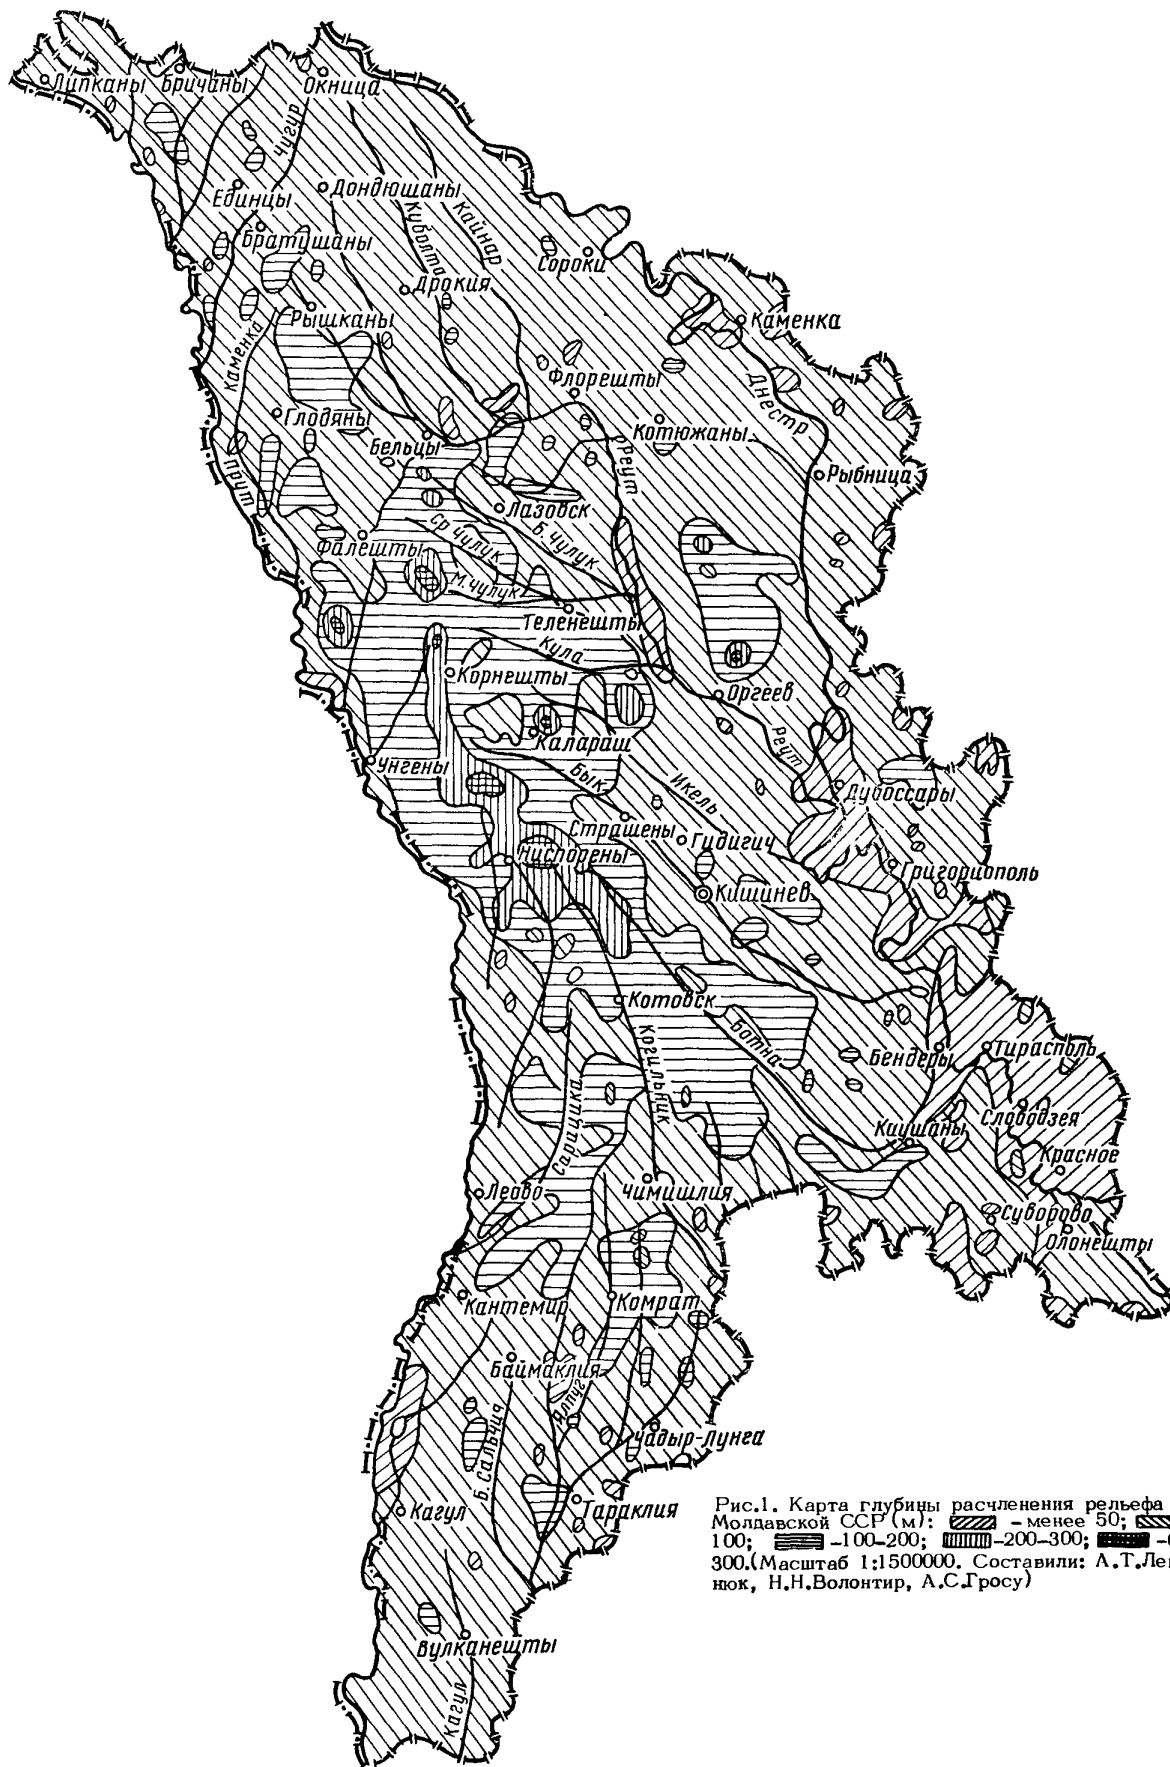 Липканы
Бричаны
Окница
Чугур
Единцы
Дондюшаны
Кайнар
Куболта
Братушаны
Сороки
Дрокия
Рышканы
Каменка
Каменка
Флорешты
Днестр
Глодяны
Котюжаны
Бельцы
Реут
Прут
Рыбница
Лазовск
Ср. Чулук
Б. Чулук
Фалешты
М. Чулук
Теленешты
Кула
Корнешты
Оргеев
Калараш
Реут
Унгены
Бык
Икель
Дубоссары
Страшены
Гидигич
Ниспорены
Григориополь
Кишинев
Котовск
Ботна
Когильник
Бендеры
Тирасполь
Сарацика
Слободзея
Каушаны
Красное
Леово
Чимишлия
Суворово
Олонешты
Кантемир
Комрат
Баймаклия
Ялпуг
Б. Сальчия
Чадыр-Лунга
Кагул
Тараклия
Вулканешты
Кагул
Рис.1. Карта глубины расчленения рельефа
Молдавской ССР (м): - менее 50;
100; -100-200; -200-300;
300.(Масштаб 1:1500000. Составили: А.Т.Ле
нюк, Н.Н.Волонтир, А.С.Гросу)